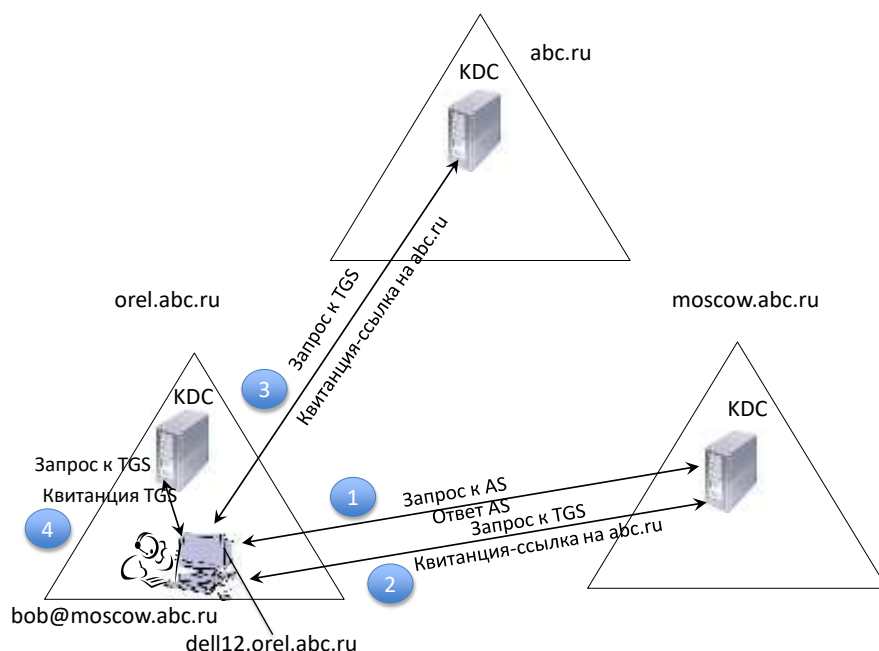 abc.ru
KDC
Запрос к TGS
Квитанция-ссылка на abc.ru
3
orel.abc.ru
moscow.abc.ru
KDC
KDC
Запрос к TGS
Квитанция TGS
4
1
Запрос к AS
Ответ AS
Запрос к TGS
Квитанция-ссылка на abc.ru
2
bob@moscow.abc.ru
dell12.orel.abc.ru